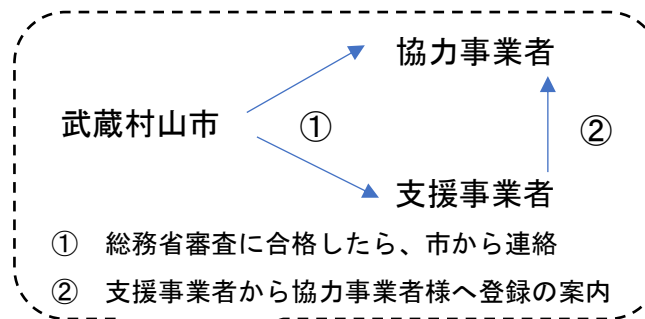 協力事業者
武蔵村山市
①
②
支援事業者
① 総務省審査に合格したら、市から連絡
② 支援事業者から協力事業者様へ登録の案内